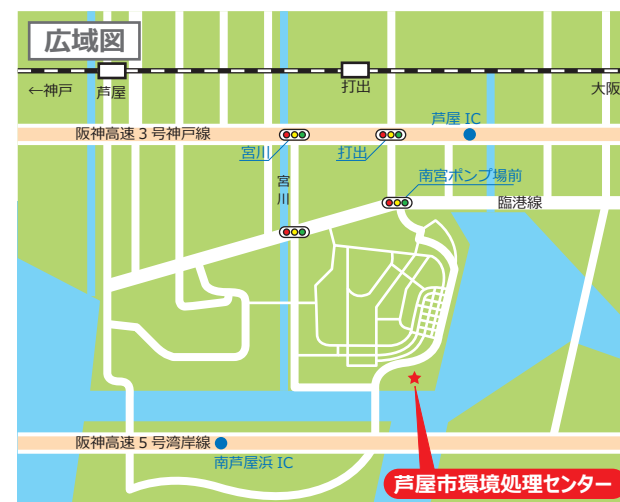 広域図
←神戸
芦屋
打出
大阪
芦屋 IC
阪神高速 3 号神戸線
宮川
打出
宮川
南宮ポンプ場前
臨港線
阪神高速 5 号湾岸線
南芦屋浜 IC
芦屋市環境処理センター